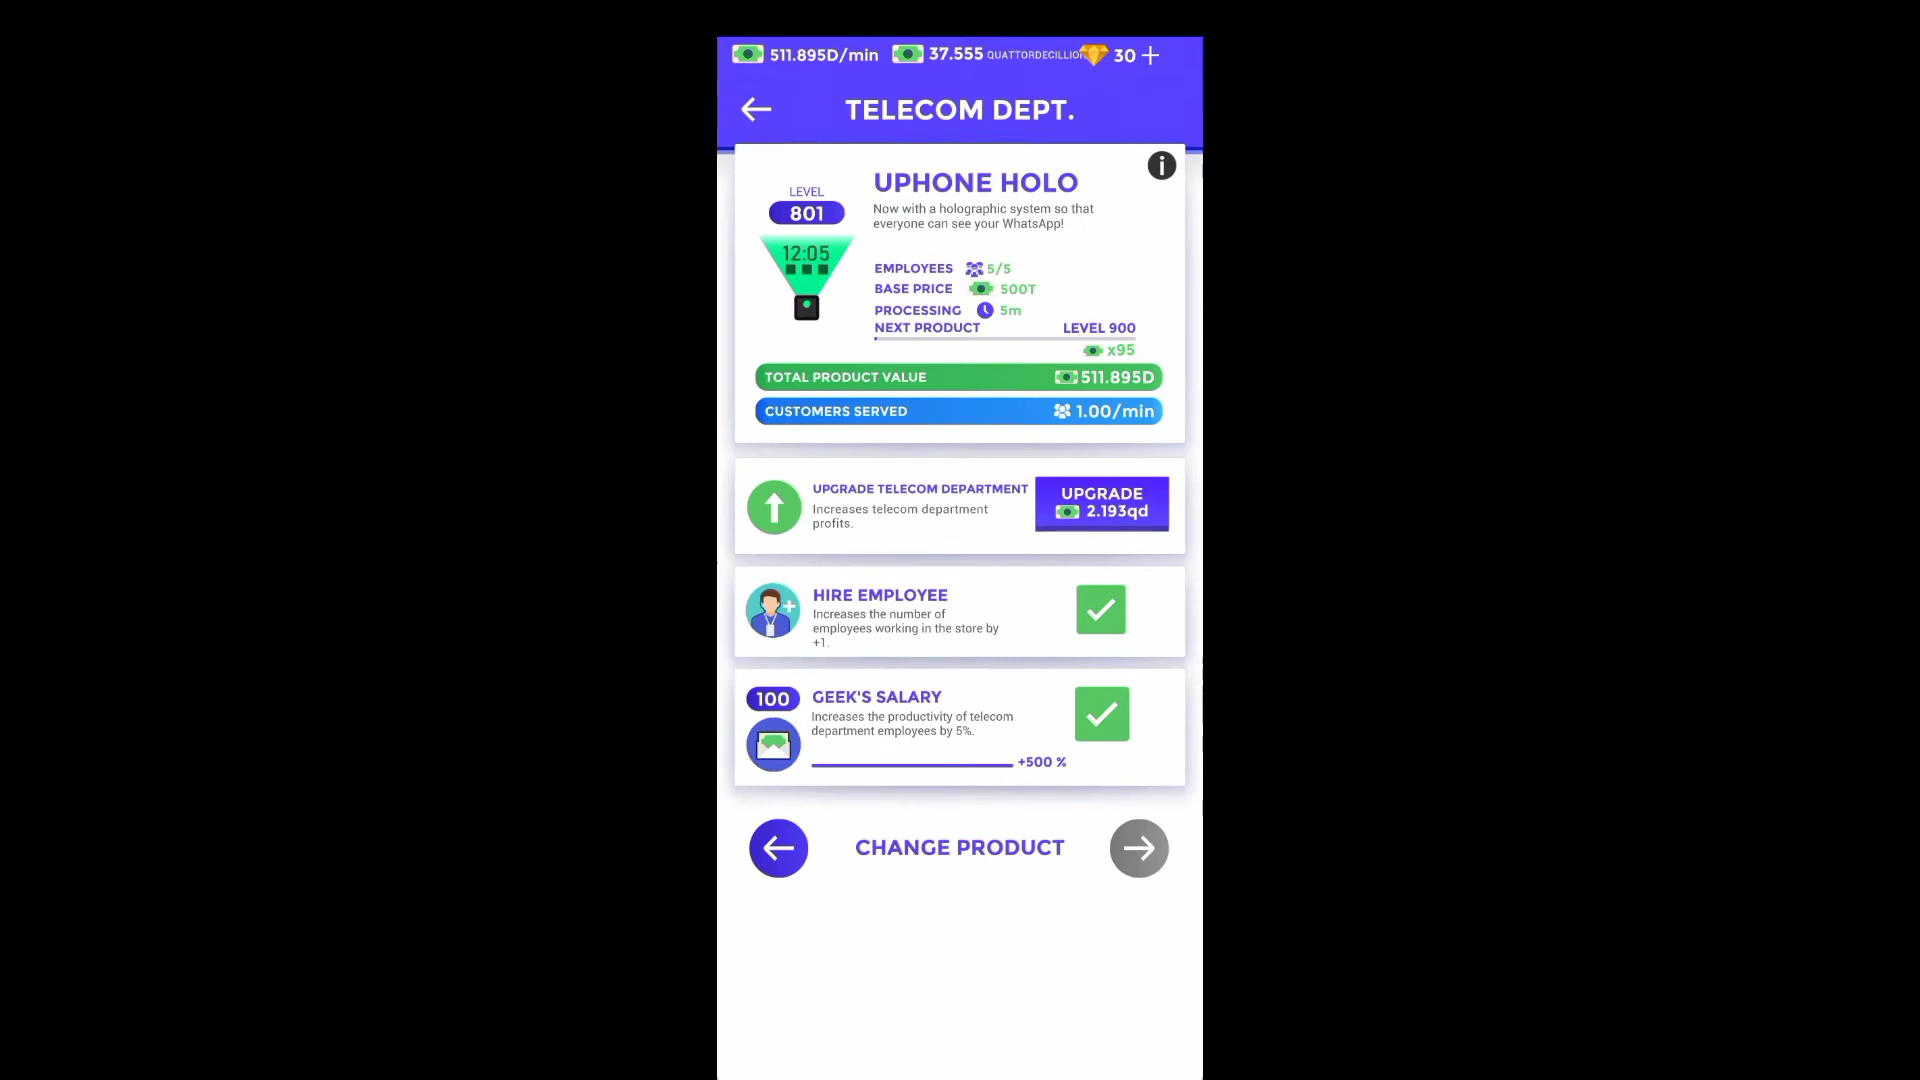 511.895D/min 37.555 QUATTORDECILLIO 30
TELECOM DEPT.
i
LEVEL
801
12:05
UPHONE HOLO
Now with a holographic system so that
everyone can see your WhatsApp!
EMPLOYEES 5/5
BASE PRICE 500T
PROCESSING 5m
NEXT PRODUCT LEVEL 900
x95
TOTAL PRODUCT VALUE 511.895D
CUSTOMERS SERVED 1.00/min
UPGRADE TELECOM DEPARTMENT
Increases telecom department
profits.
UPGRADE
2.193qd
HIRE EMPLOYEE
Increases the number of
employees working in the store by
+1.
100
GEEK'S SALARY
Increases the productivity of telecom
department employees by 5%.
+500 %
CHANGE PRODUCT